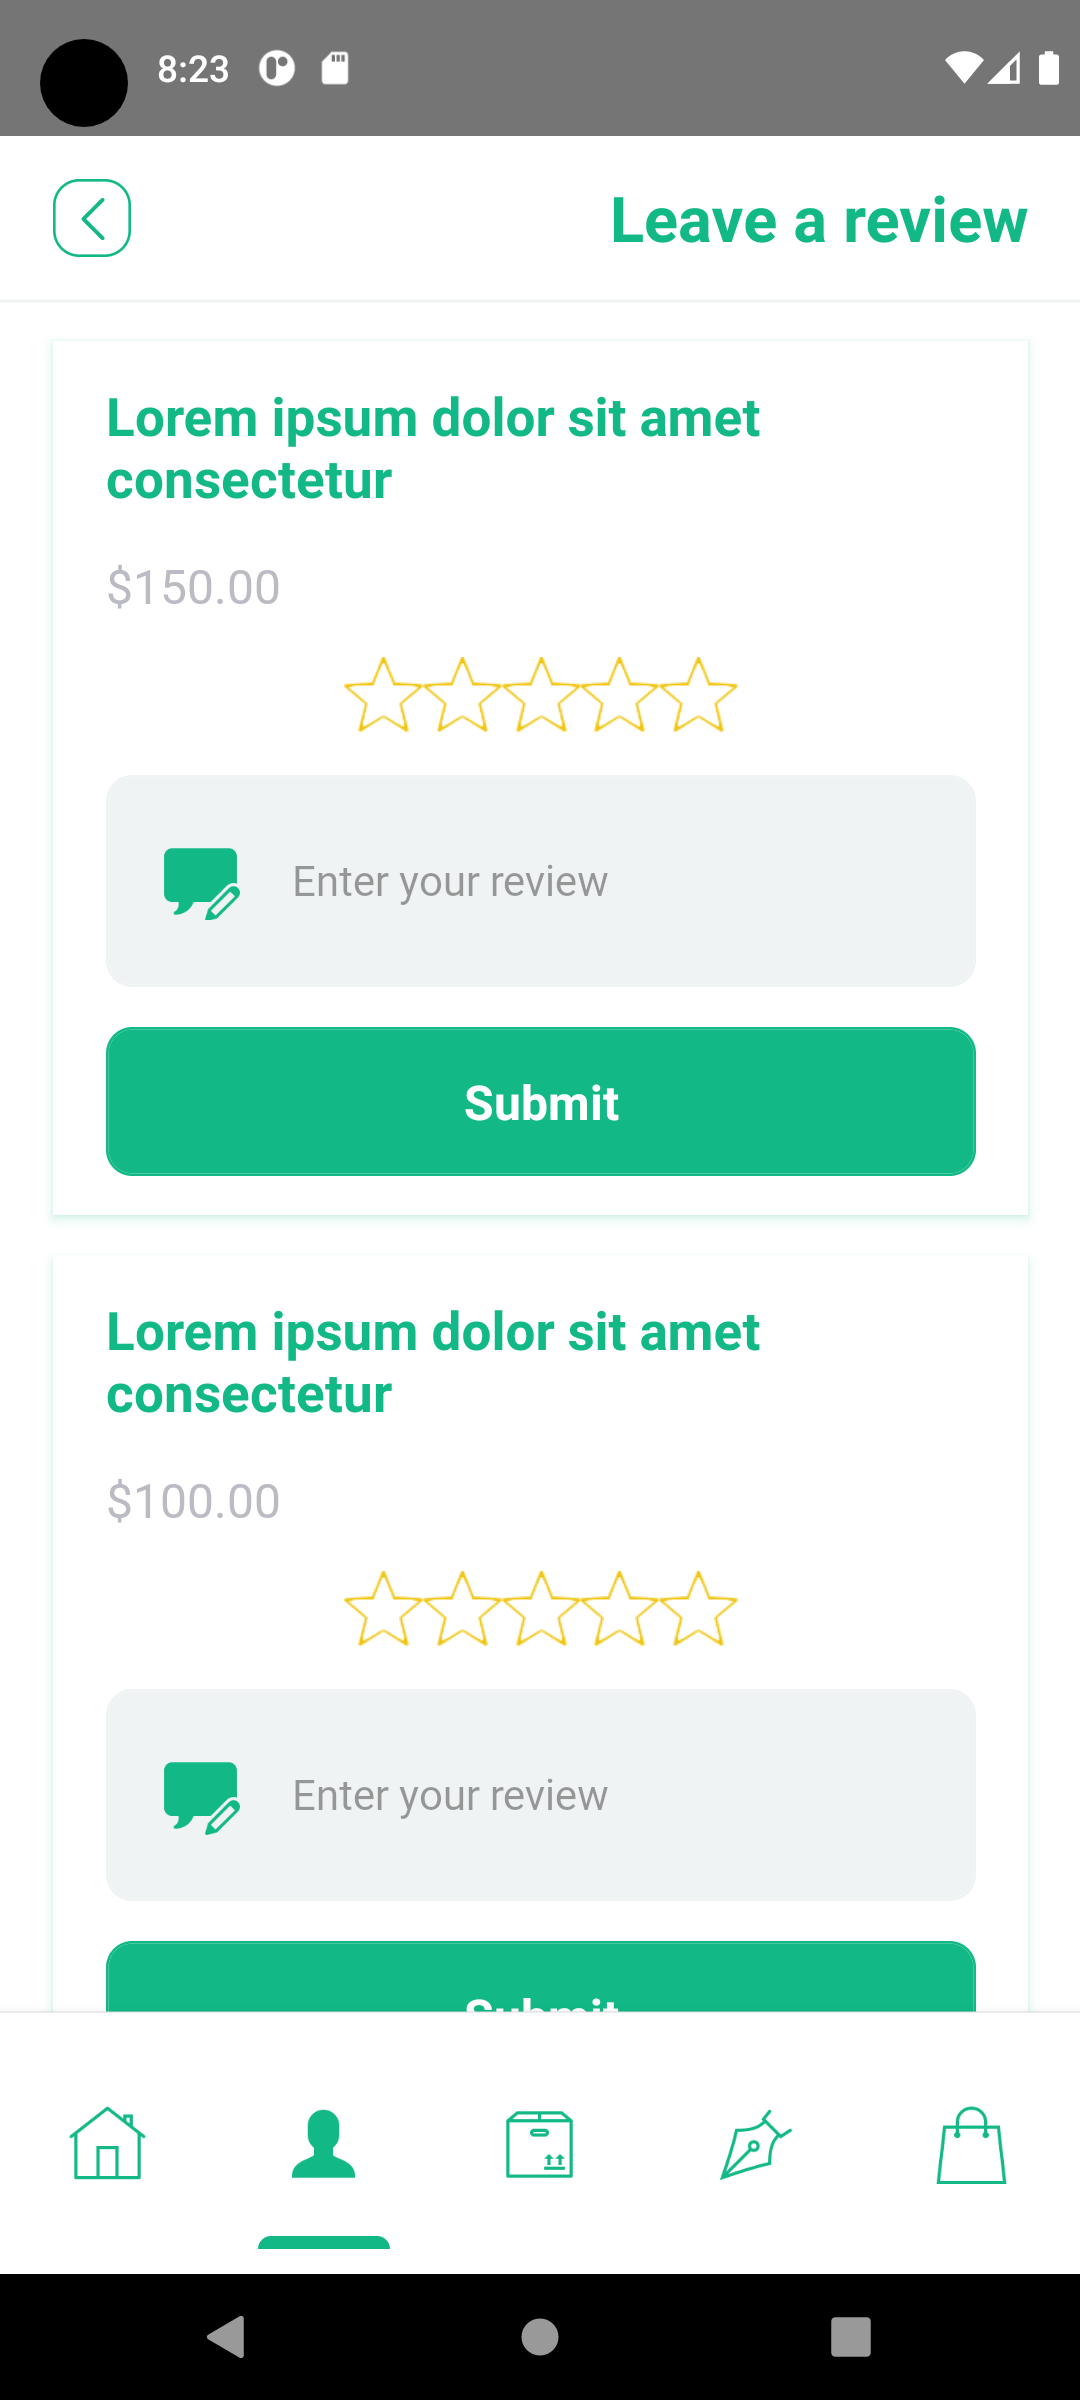 8:23
Leave a review
Lorem ipsum dolor sit amet
consectetur
$150.00
Enter your review
Submit
Lorem ipsum dolor sit amet
consectetur
$100.00
Enter your review
Submit